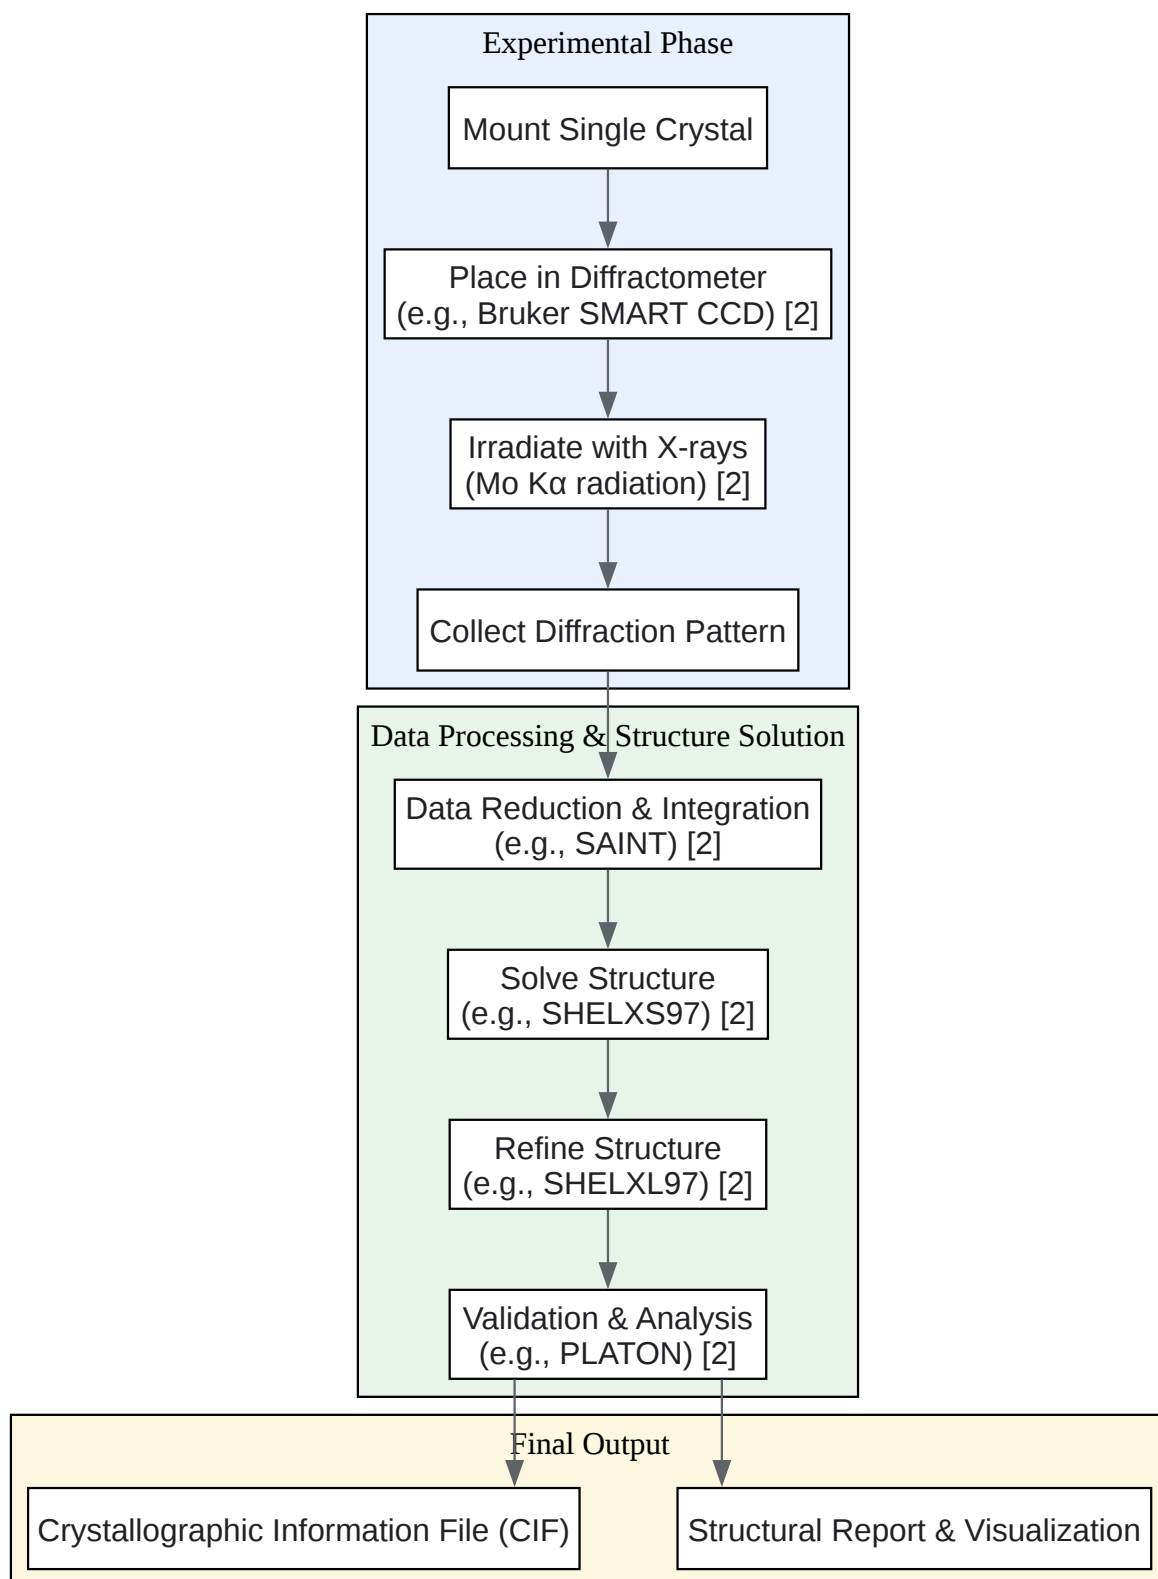 Experimental Phase
Mount Single Crystal
Place in Diffractometer
(e.g., Bruker SMART CCD) [2]
Irradiate with X-rays
(Mo Kα radiation) [2]
Collect Diffraction Pattern
Data Processing & Structure Solution
Data Reduction & Integration
(e.g., SAINT) [2]
Solve Structure
(e.g., SHELXS97) [2]
Refine Structure
(e.g., SHELXL97) [2]
Validation & Analysis
(e.g., PLATON) [2]
Final Output
Crystallographic Information File (CIF)
Structural Report & Visualization